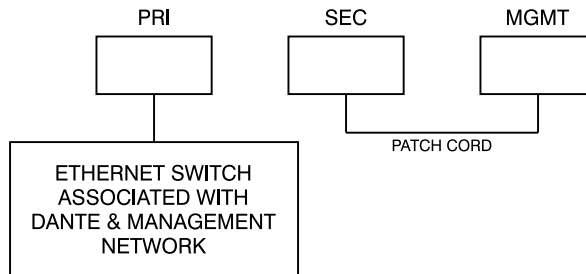 PRI
SEC
MGMT
PATCH CORD
ETHERNET SWITCH
ASSOCIATED WITH
DANTE & MANAGEMENT
NETWORK